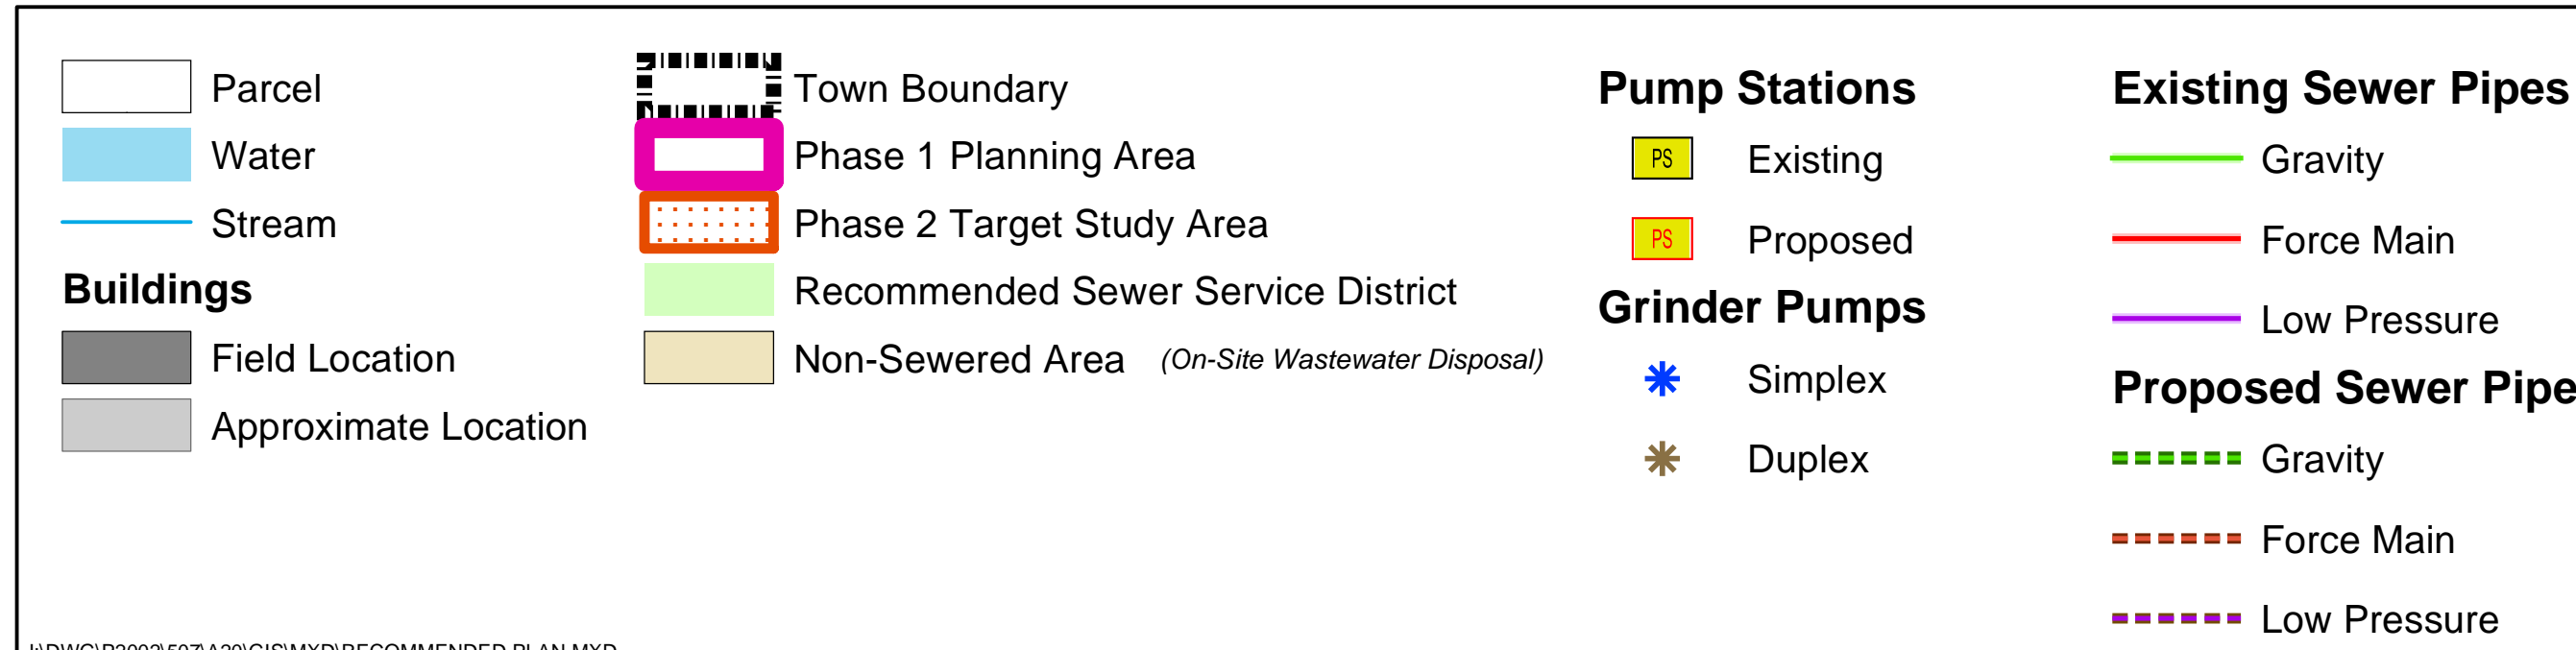 Parcel
Water
Stream
Buildings
Field Location
Approximate Location
Town Boundary
Phase 1 Planning Area
Phase 2 Target Study Area
Recommended Sewer Service District
Non-Sewered Area (On-Site Wastewater Disposal)
Pump Stations
PS Existing
PS Proposed
Grinder Pumps
Simplex
Duplex
Existing Sewer Pipes
Gravity
Force Main
Low Pressure
Proposed Sewer Pipe
Gravity
Force Main
Low Pressure